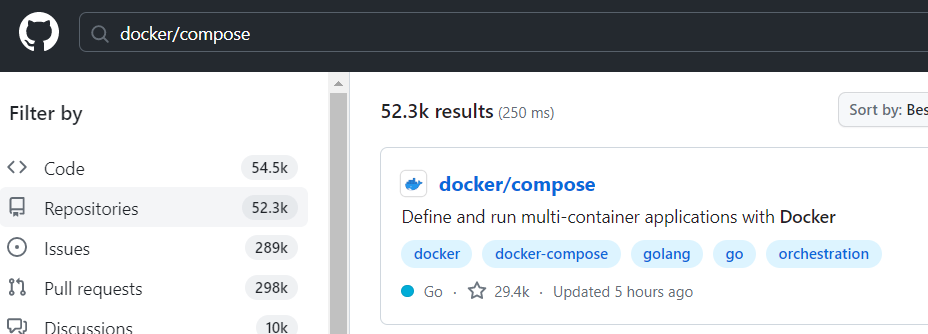 docker/compose
Filter by
Code 54.5k
Repositories 52.3k
Issues 289k
Pull requests 298k
Discussions 10k
52.3k results (250 ms)
Sort by: Bes
docker/compose
Define and run multi-container applications with Docker
docker docker-compose golang go orchestration
Go · 29.4k · Updated 5 hours ago